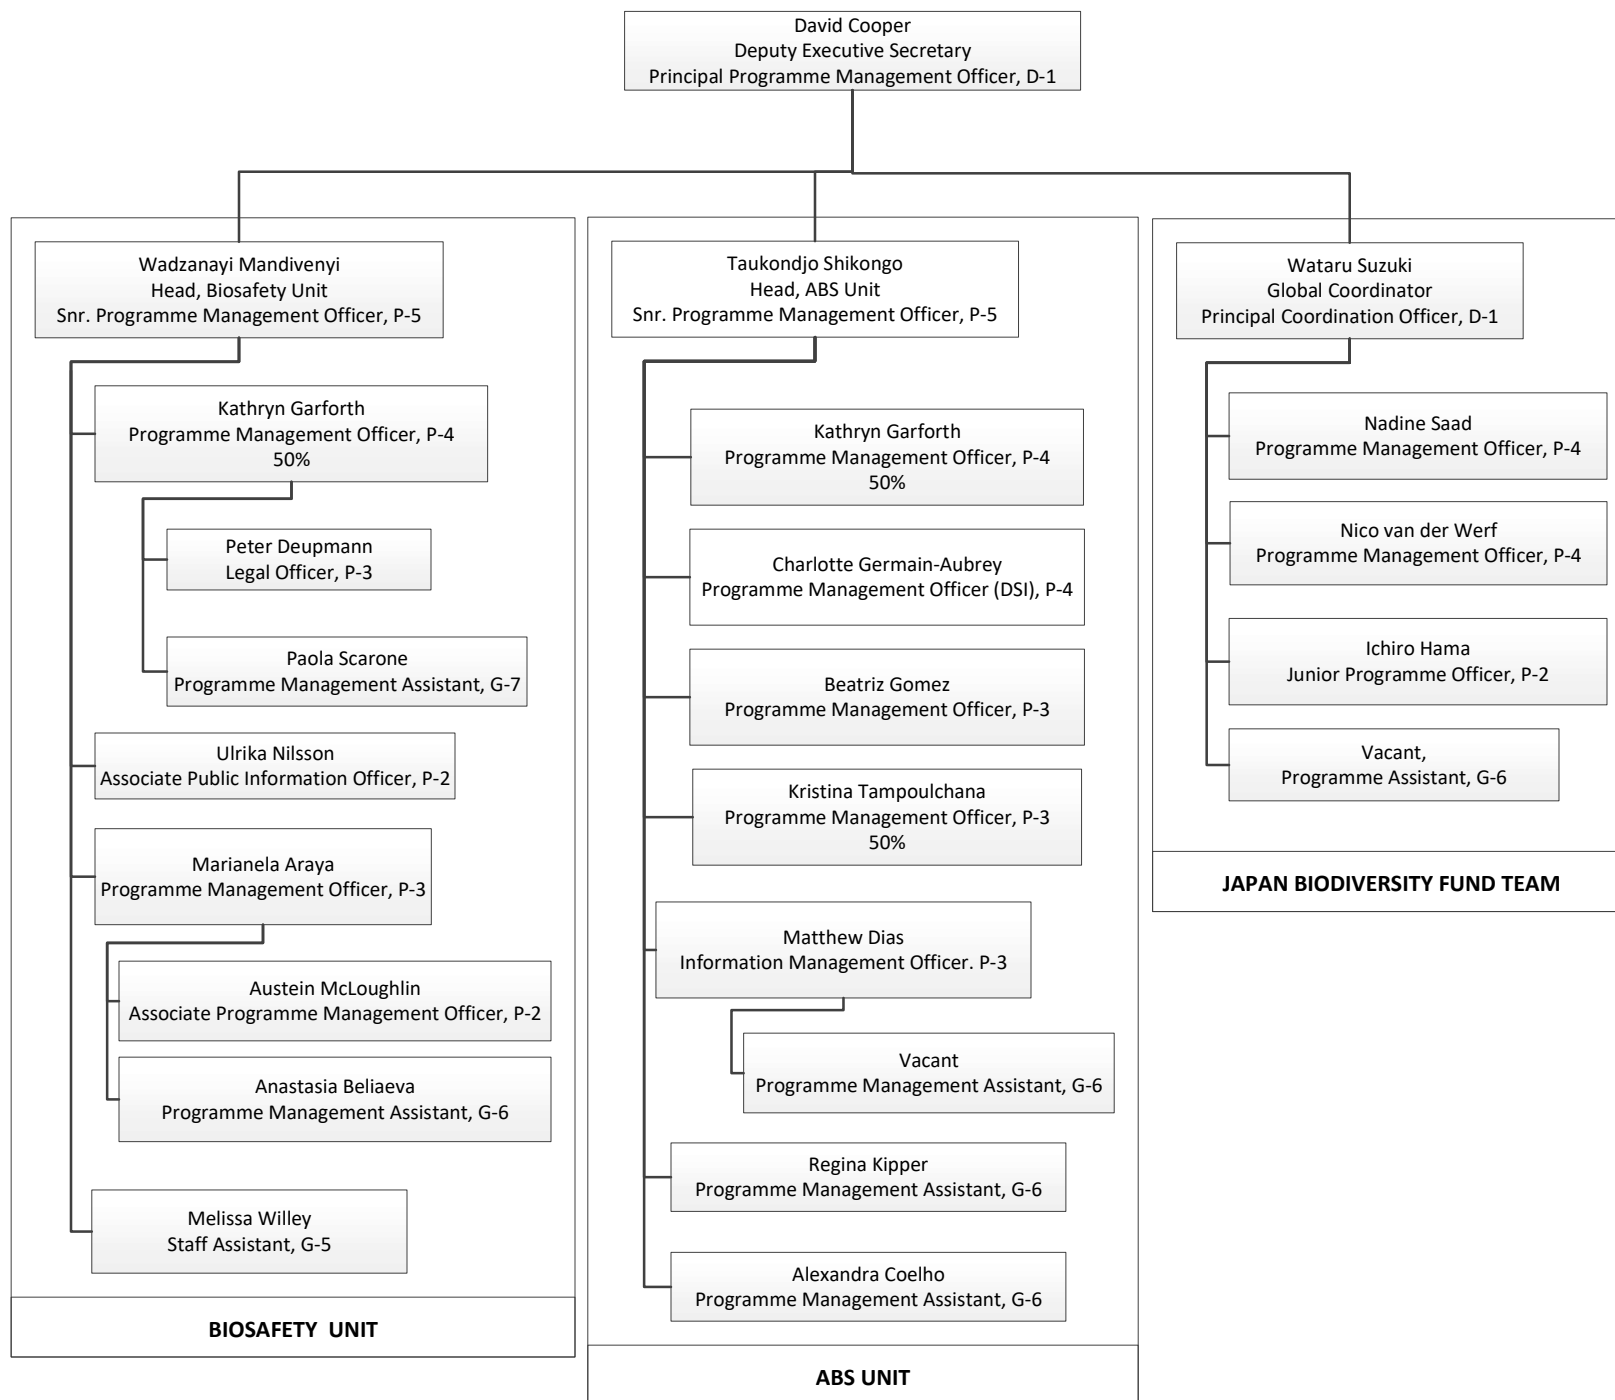 David Cooper
Deputy Executive Secretary
Principal Programme Management Officer, D-1
Wadzanayi Mandivenyi
Head, Biosafety Unit
Snr. Programme Management Officer, P-5
Kathryn Garforth
Programme Management Officer, P-4
50%
Peter Deupmann
Legal Officer, P-3
Paola Scarone
Programme Management Assistant, G-7
Ulrika Nilsson
Associate Public Information Officer, P-2
Marianela Araya
Programme Management Officer, P-3
Austein McLoughlin
Associate Programme Management Officer, P-2
Anastasia Beliaeva
Programme Management Assistant, G-6
Melissa Willey
Staff Assistant, G-5
BIOSAFETY UNIT
Taukondjo Shikongo
Head, ABS Unit
Snr. Programme Management Officer, P-5
Kathryn Garforth
Programme Management Officer, P-4
50%
Charlotte Germain-Aubrey
Programme Management Officer (DSI), P-4
Beatriz Gomez
Programme Management Officer, P-3
Kristina Tampoulchana
Programme Management Officer, P-3
50%
Matthew Dias
Information Management Officer. P-3
Vacant
Programme Management Assistant, G-6
Regina Kipper
Programme Management Assistant, G-6
Alexandra Coelho
Programme Management Assistant, G-6
ABS UNIT
Wataru Suzuki
Global Coordinator
Principal Coordination Officer, D-1
Nadine Saad
Programme Management Officer, P-4
Nico van der Werf
Programme Management Officer, P-4
Ichiro Hama
Junior Programme Officer, P-2
Vacant,
Programme Assistant, G-6
JAPAN BIODIVERSITY FUND TEAM